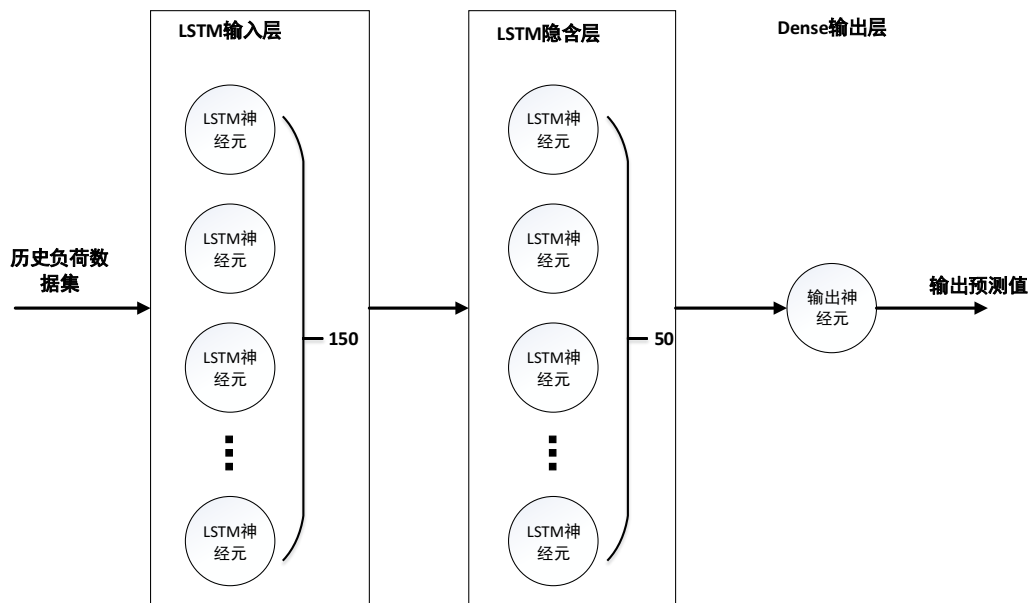 LSTM输入层
LSTM神
经元
LSTM神
经元
LSTM神
经元
LSTM神
经元
150
LSTM隐含层
LSTM神
经元
LSTM神
经元
LSTM神
经元
LSTM神
经元
50
Dense输出层
历史负荷数
据集
输出神
经元
输出预测值